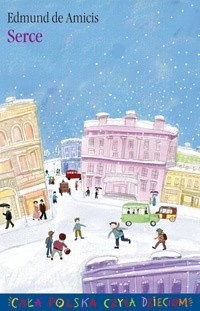 Edmund de Amicis
Serce
CAŁA POLSKA CZYTA DZIECIOM